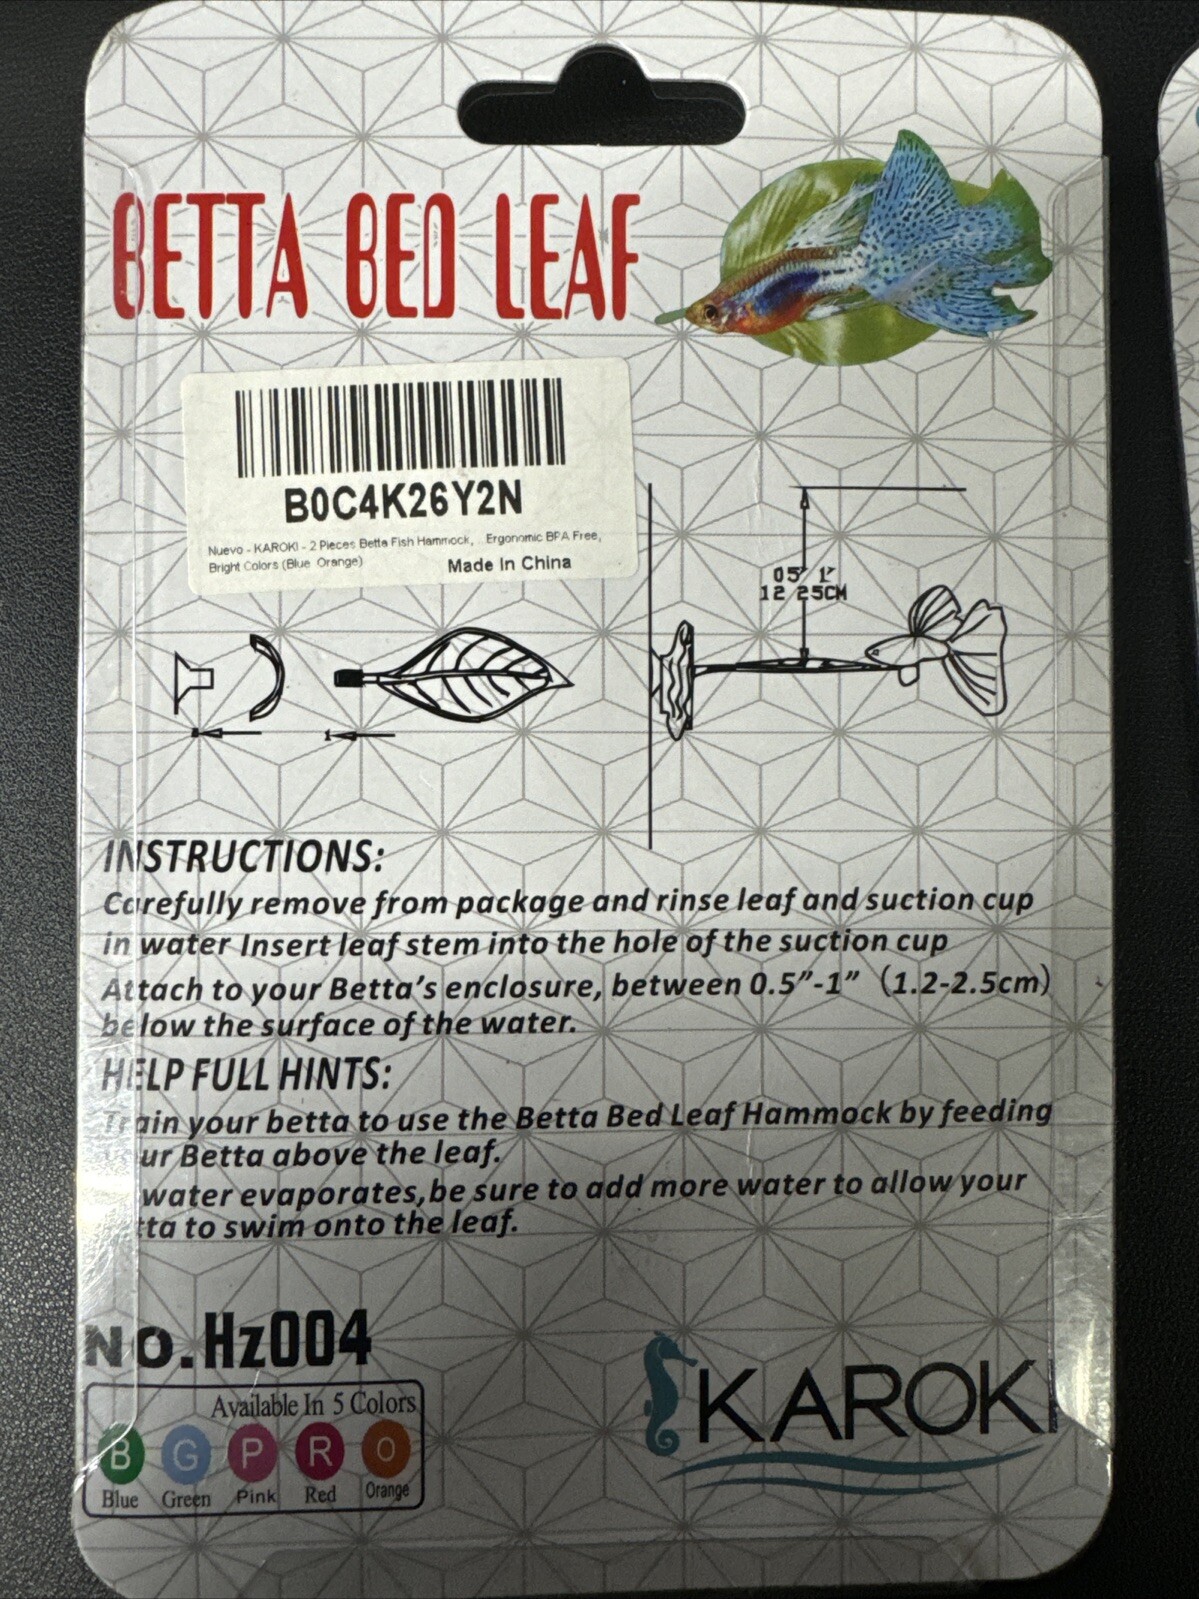 BETTA BED LEAF
B0C4K26Y2N
Nuevo - KAROKI - 2 Pieces Betta Fish Hammock, ...Ergonomic BPA Free,
Bright Colors (Blue Orange)
Made In China
05" 1"
12 25CM
1
INSTRUCTIONS:
Carefully remove from package and rinse leaf and suction cup
in water Insert leaf stem into the hole of the suction cup
Attach to your Betta's enclosure, between 0.5"-1" (1.2-2.5cm)
below the surface of the water.
HELP FULL HINTS:
Train your betta to use the Betta Bed Leaf Hammock by feeding
your Betta above the leaf.
water evaporates,be sure to add more water to allow your
tta to swim onto the leaf.
NO.Hz004
Available In 5 Colors
B G P R O
Blue Green Pink Red Orange
KAROKI